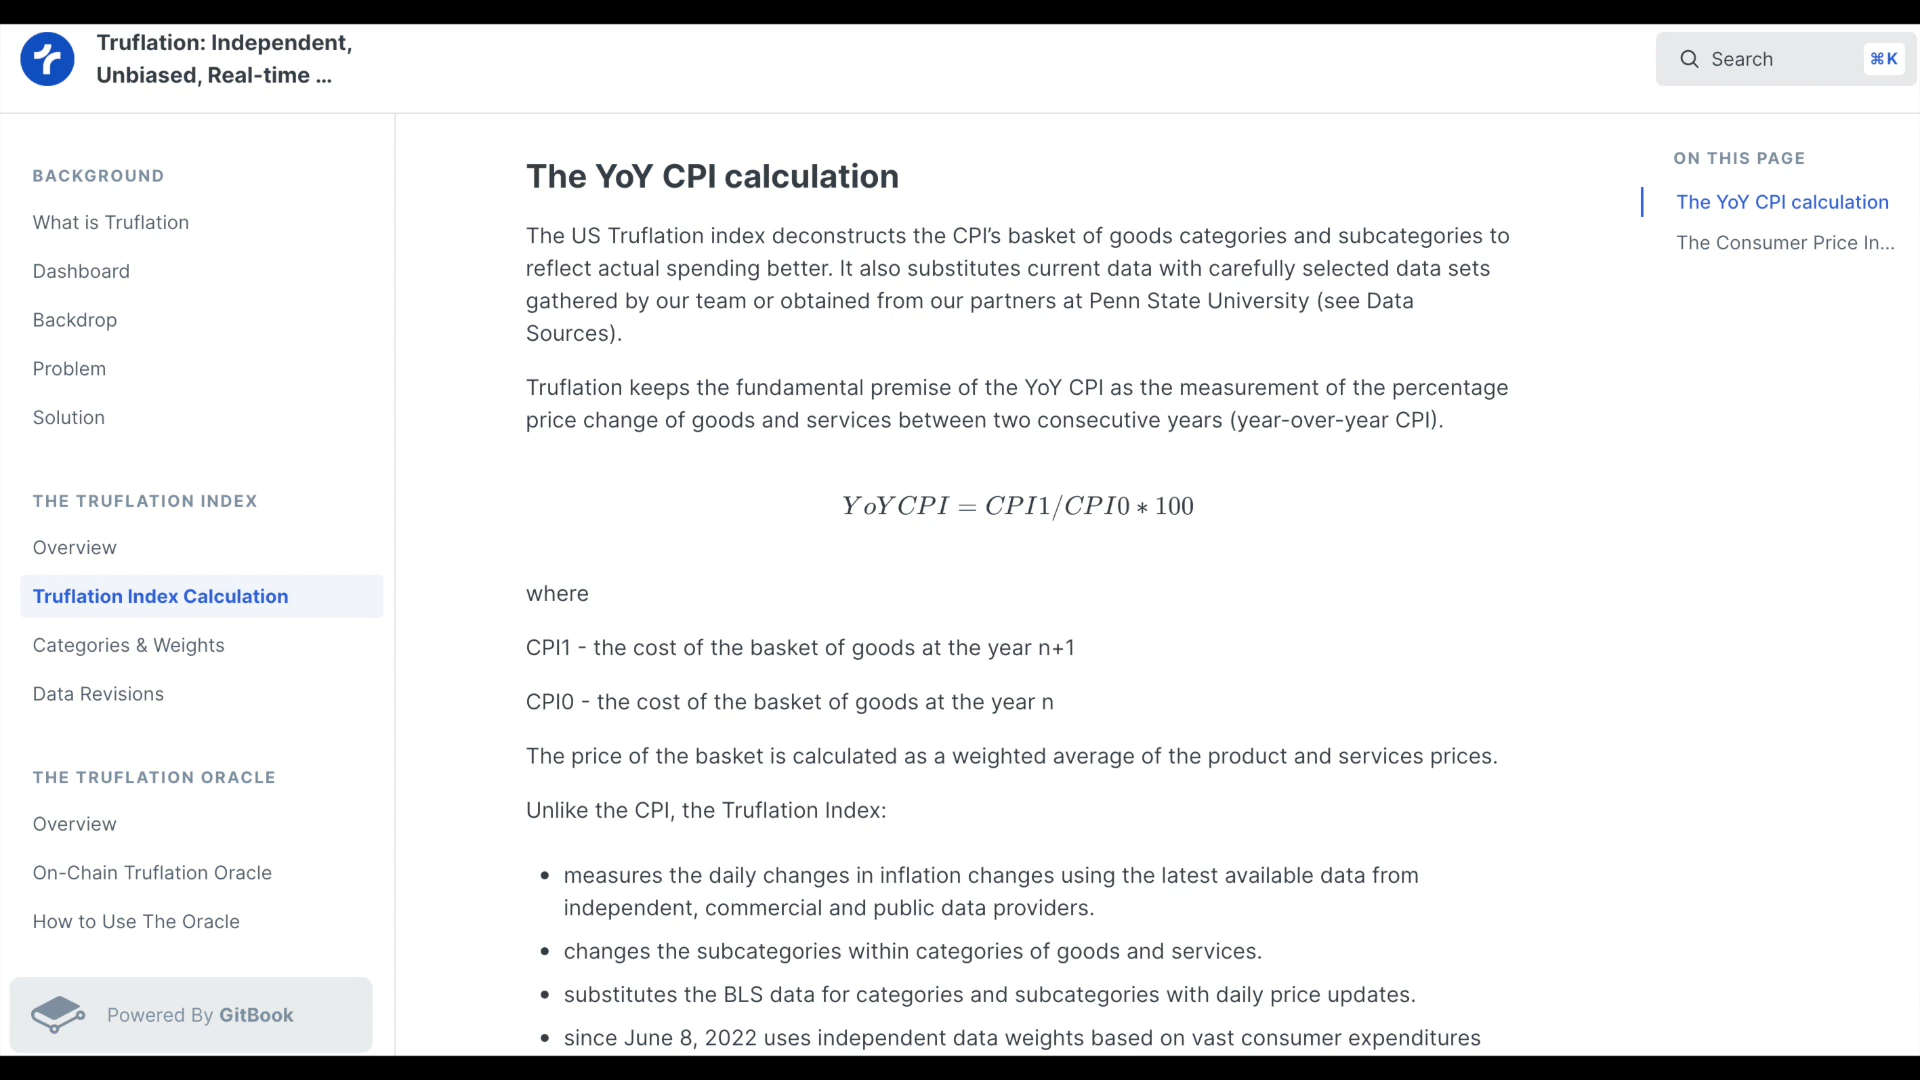 Truflation: Independent,
Unbiased, Real-time ...
Search
⌘K
BACKGROUND
What is Truflation
Dashboard
Backdrop
Problem
Solution
THE TRUFLATION INDEX
Overview
Truflation Index Calculation
Categories & Weights
Data Revisions
THE TRUFLATION ORACLE
Overview
On-Chain Truflation Oracle
How to Use The Oracle
Powered By GitBook
The YoY CPI calculation
The US Truflation index deconstructs the CPI’s basket of goods categories and subcategories to
reflect actual spending better. It also substitutes current data with carefully selected data sets
gathered by our team or obtained from our partners at Penn State University (see Data
Sources).
Truflation keeps the fundamental premise of the YoY CPI as the measurement of the percentage
price change of goods and services between two consecutive years (year-over-year CPI).
YoYCPI = CPI1/CPI0 * 100
where
CPI1 - the cost of the basket of goods at the year n+1
CPI0 - the cost of the basket of goods at the year n
The price of the basket is calculated as a weighted average of the product and services prices.
Unlike the CPI, the Truflation Index:
• measures the daily changes in inflation changes using the latest available data from
independent, commercial and public data providers.
• changes the subcategories within categories of goods and services.
• substitutes the BLS data for categories and subcategories with daily price updates.
• since June 8, 2022 uses independent data weights based on vast consumer expenditures
ON THIS PAGE
The YoY CPI calculation
The Consumer Price In...